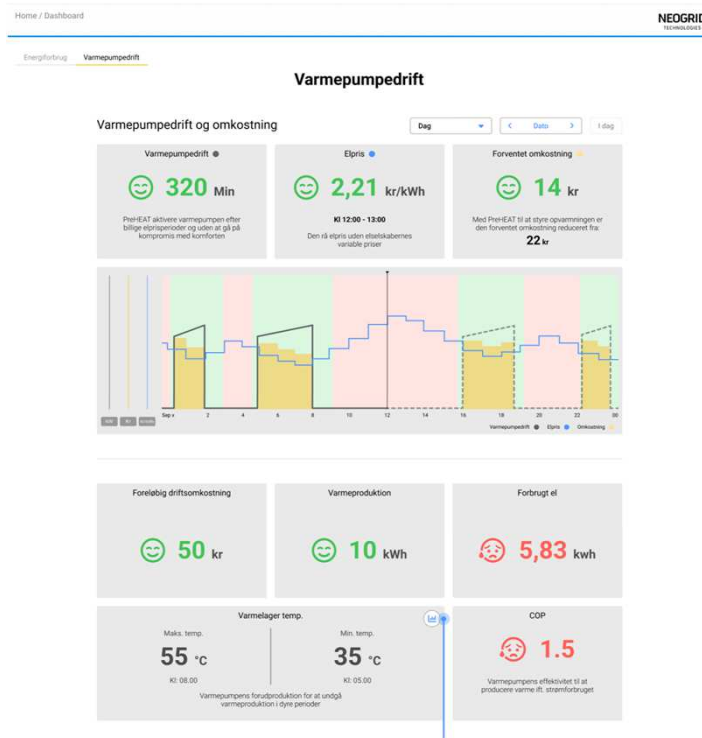 Home / Dashboard
NEOGRID
TECHNOLOGIES
Energiforbrug Varmepumpedrift
Varmepumpedrift
Varmepumpedrift og omkostning
Dag
Dato
I dag
Varmepumpedrift
320 Min
PreHEAT aktivere varmepumpen efter
billige elprisperioder og uden at gå på
kompromis med komforten
Elpris
2,21 kr/kWh
Kl 12:00 - 13:00
Den rå elpris uden elselskabernes
variable priser
Forventet omkostning
14 kr
Med PreHEAT til at styre opvarmningen er
den forventet omkostning reduceret fra:
22 kr
Sep 2 4 6 8 10 12 14 16 18 20 22 00
Varmepumpedrift Elpris Omkostning
Foreløbig driftsomkostning
50 kr
Varmeproduktion
10 kWh
Forbrugt el
5,83 kwh
Varmelager temp.
Maks. temp.
55 °C
Kl: 08.00
Min. temp.
35 °C
Kl: 05.00
Varmepumpens forudproduktion for at undgå
varmeproduktion i dyre perioder
COP
1.5
Varmepumpens effektivitet til at
producere varme ift. strømforbruget